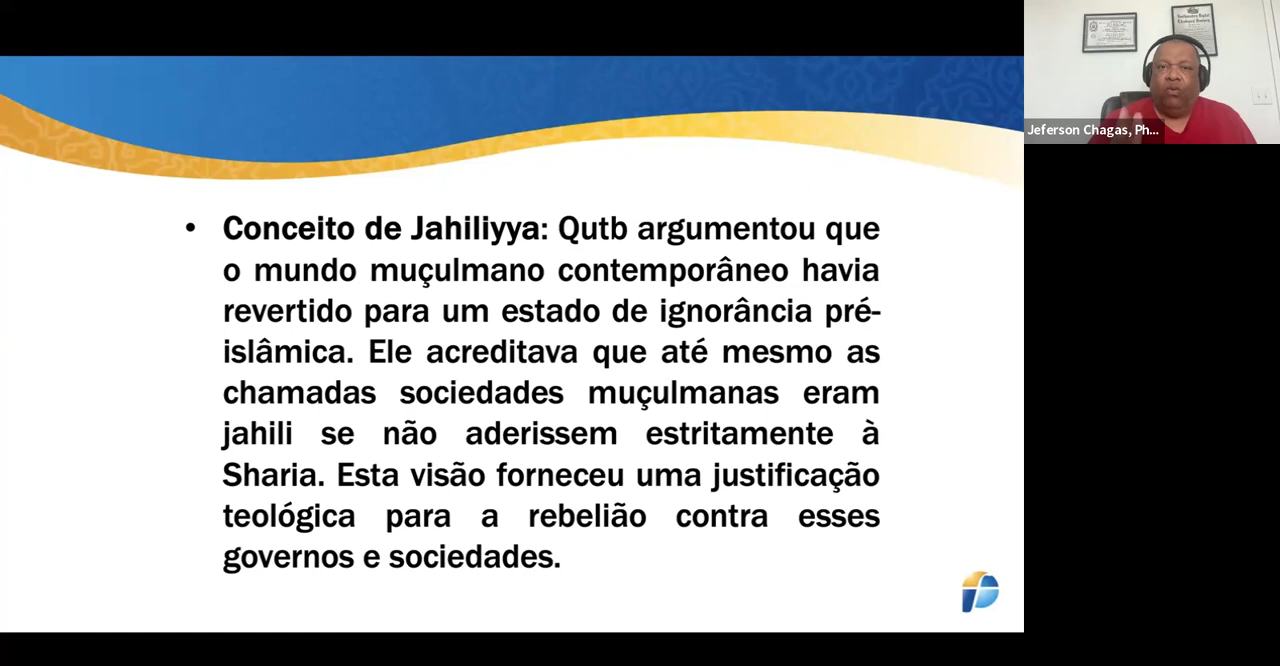 • Conceito de Jahiliyya: Qutb argumentou que
o mundo muçulmano contemporâneo havia
revertido para um estado de ignorância pré-
islâmica. Ele acreditava que até mesmo as
chamadas sociedades muçulmanas eram
jahili se não aderissem estritamente à
Sharia. Esta visão forneceu uma justificação
teológica para a rebelião contra esses
governos e sociedades.
Jeferson Chagas, Ph...